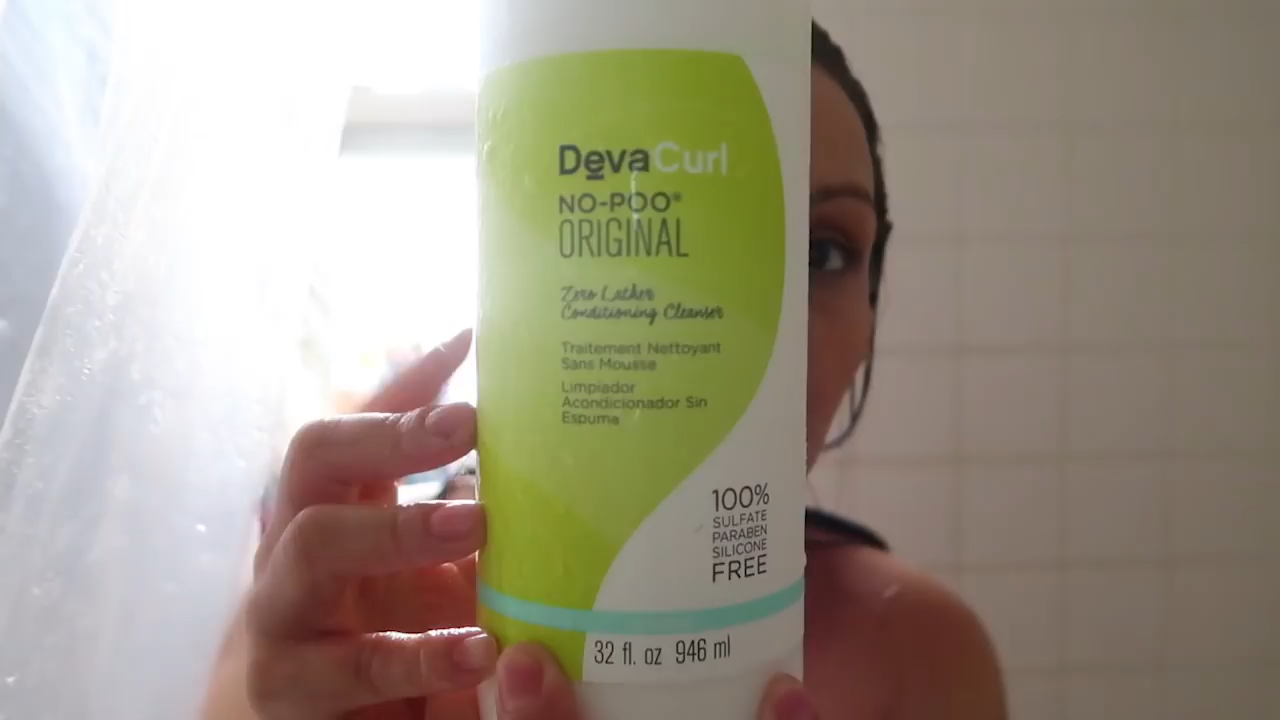 DevaCurl
NO-POO®
ORIGINAL
Zero Lather
Conditioning Cleanser
Traitement Nettoyant
Sans Mousse
Limpiador
Acondicionador Sin
Espuma
100%
SULFATE
PARABEN
SILICONE
FREE
32 fl. oz 946 ml